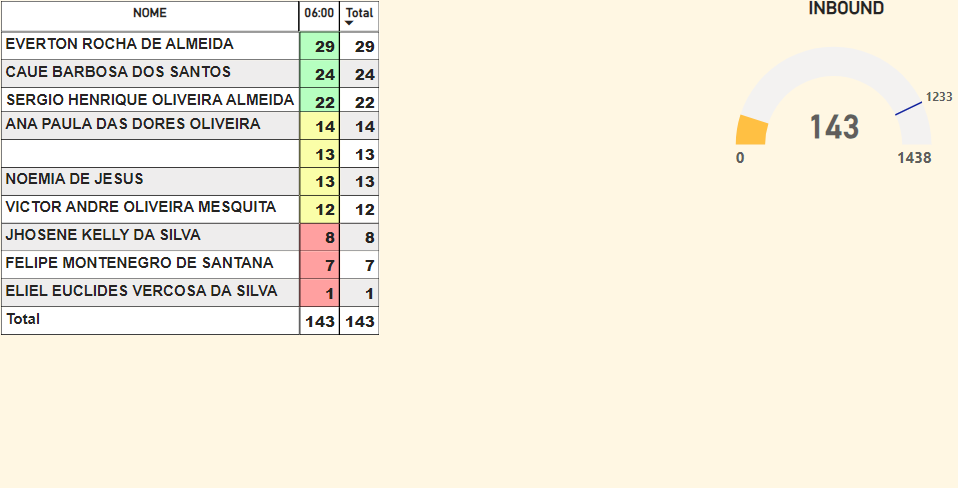 NOME 06:00 Total
EVERTON ROCHA DE ALMEIDA 29 29
CAUE BARBOSA DOS SANTOS 24 24
SERGIO HENRIQUE OLIVEIRA ALMEIDA 22 22
ANA PAULA DAS DORES OLIVEIRA 14 14
13 13
NOEMIA DE JESUS 13 13
VICTOR ANDRE OLIVEIRA MESQUITA 12 12
JHOSENE KELLY DA SILVA 8 8
FELIPE MONTENEGRO DE SANTANA 7 7
ELIEL EUCLIDES VERCOSA DA SILVA 1 1
Total 143 143
INBOUND
1233
143
0 1438